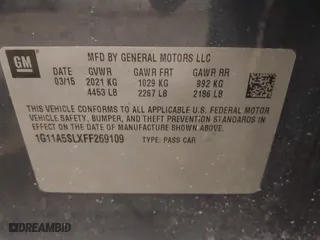 GM
MFD BY GENERAL MOTORS LLC
DATE GVWR GAWR FRT GAWR RR
03/15 2021 KG 1029 KG 992 KG
4453 LB 2267 LB 2186 LB
THIS VEHICLE CONFORMS TO ALL APPLICABLE U.S. FEDERAL MOTOR
VEHICLE SAFETY, BUMPER, AND THEFT PREVENTION STANDARDS
IN EFFECT ON THE DATE OF MANUFACTURE SHOWN ABOVE.
1G11A5SLXFF269109 TYPE: PASS CAR
DREAMBID